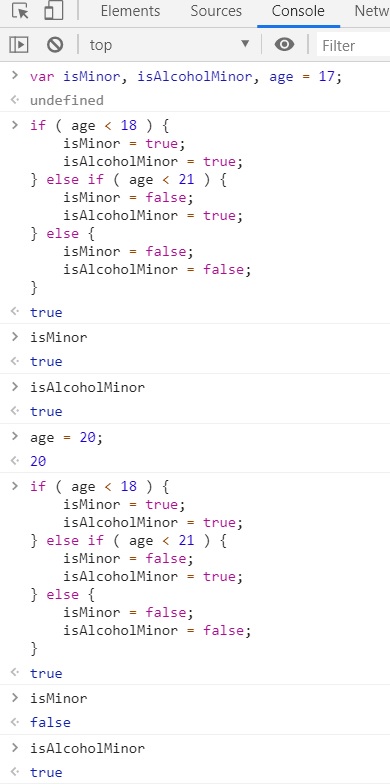 Elements Sources Console Netw
top Filter
var isMinor, isAlcoholMinor, age = 17;
undefined
if ( age < 18 ) {
    isMinor = true;
    isAlcoholMinor = true;
} else if ( age < 21 ) {
    isMinor = false;
    isAlcoholMinor = true;
} else {
    isMinor = false;
    isAlcoholMinor = false;
}
true
isMinor
true
isAlcoholMinor
true
age = 20;
20
if ( age < 18 ) {
    isMinor = true;
    isAlcoholMinor = true;
} else if ( age < 21 ) {
    isMinor = false;
    isAlcoholMinor = true;
} else {
    isMinor = false;
    isAlcoholMinor = false;
}
true
isMinor
false
isAlcoholMinor
true